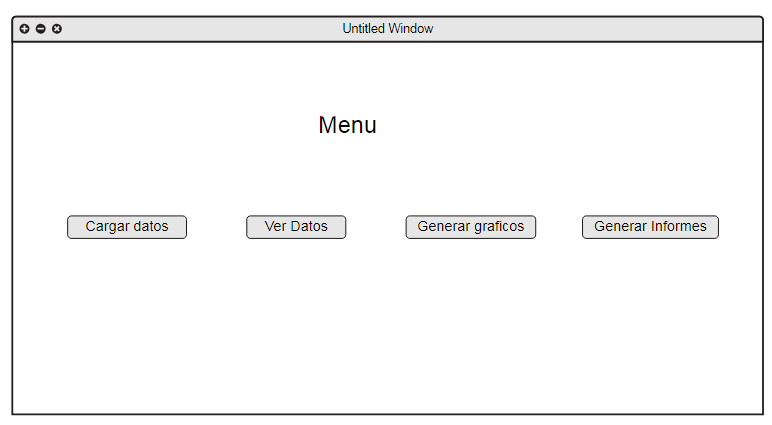 Untitled Window
Menu
Cargar datos
Ver Datos
Generar graficos
Generar Informes